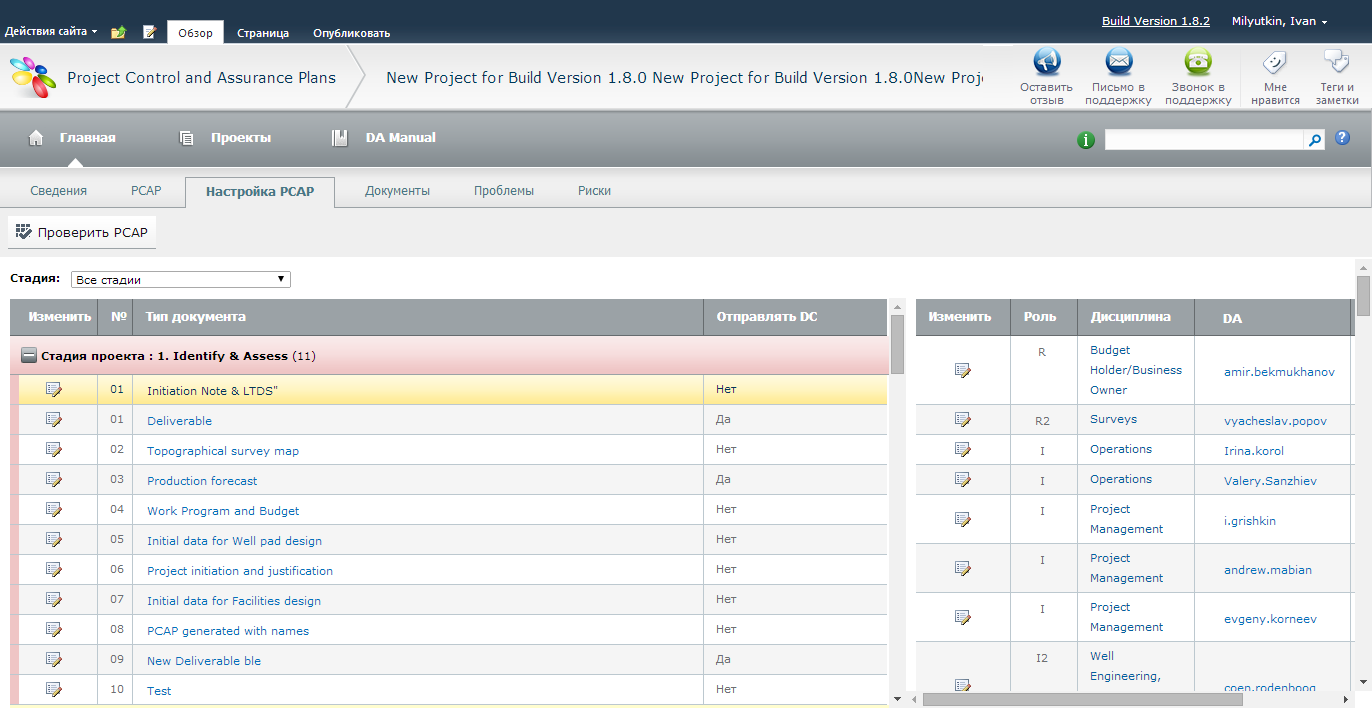 Build Version 1.8.2 Milyutkin, Ivan
Действия сайта Обзор Страница Опубликовать
Project Control and Assurance Plans New Project for Build Version 1.8.0 New Project for Build Version 1.8.0New Proj
Оставить отзыв
Письмо в поддержку
Звонок в поддержку
Мне нравится
Теги и заметки
Главная Проекты DA Manual
Сведения PCAP Настройка PCAP Документы Проблемы Риски
Проверить PCAP
Стадия: Все стадии
Изменить № Тип документа Отправлять DC
Стадия проекта : 1. Identify & Assess (11)
01 Initiation Note & LTDS" Нет
01 Deliverable Да
02 Topographical survey map Нет
03 Production forecast Да
04 Work Program and Budget Нет
05 Initial data for Well pad design Нет
06 Project initiation and justification Нет
07 Initial data for Facilities design Нет
08 PCAP generated with names Нет
09 New Deliverable ble Да
10 Test Нет
Изменить Роль Дисциплина DA
R Budget Holder/Business Owner amir.bekmukhanov
R2 Surveys vyacheslav.popov
I Operations Irina.korol
I Operations Valery.Sanzhiev
I Project Management i.grishkin
I Project Management andrew.mabian
I Project Management evgeny.korneev
I2 Well Engineering, coen.rodenhoog